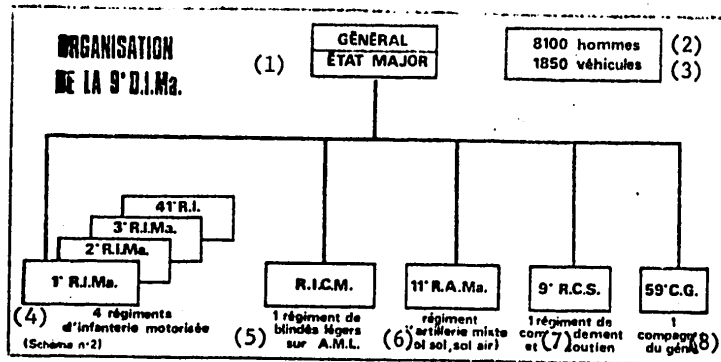 ORGANISATION
DE LA 9° D.I.Ma.
(1)
GÉNÉRAL
ÉTAT MAJOR
8100 hommes (2)
1850 véhicules (3)
41° R.I.
3° R.I.Ma.
2° R.I.Ma.
1° R.I.Ma.
(4)
4 régiments
d'infanterie motorisée
(Schéma n°2)
R.I.C.M.
(5)
1 régiment de
blindés légers
sur A.M.L.
11° R.A.Ma.
(6)
régiment
d'artillerie mixte
sol sol, sol air)
9° R.C.S.
1 régiment de
(7)
et soutien
59° C.G.
1
compagnie
du génie
(8)